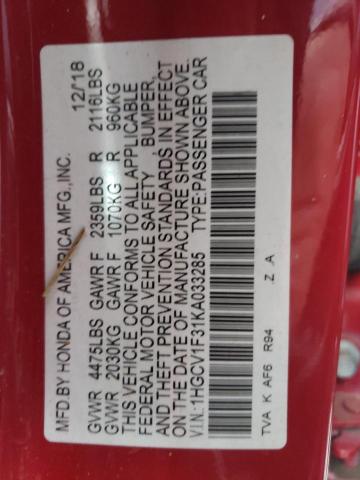 MFD.BY HONDA OF AMERICA MFG.,INC. 12/18
GVWR 4475LBS GAWR F 2359LBS R 2116LBS
GVWR 2030KG GAWR F 1070KG R 960KG
THIS VEHICLE CONFORMS TO ALL APPLICABLE
FEDERAL MOTOR VEHICLE SAFETY BUMPER,
AND THEFT PREVENTION STANDARDS IN EFFECT
ON THE DATE OF MANUFACTURE SHOWN ABOVE.
V.I.N.:1HGCV1F31KA033285 TYPE:PASSENGER CAR
TVA K AF6 R94 .Z A